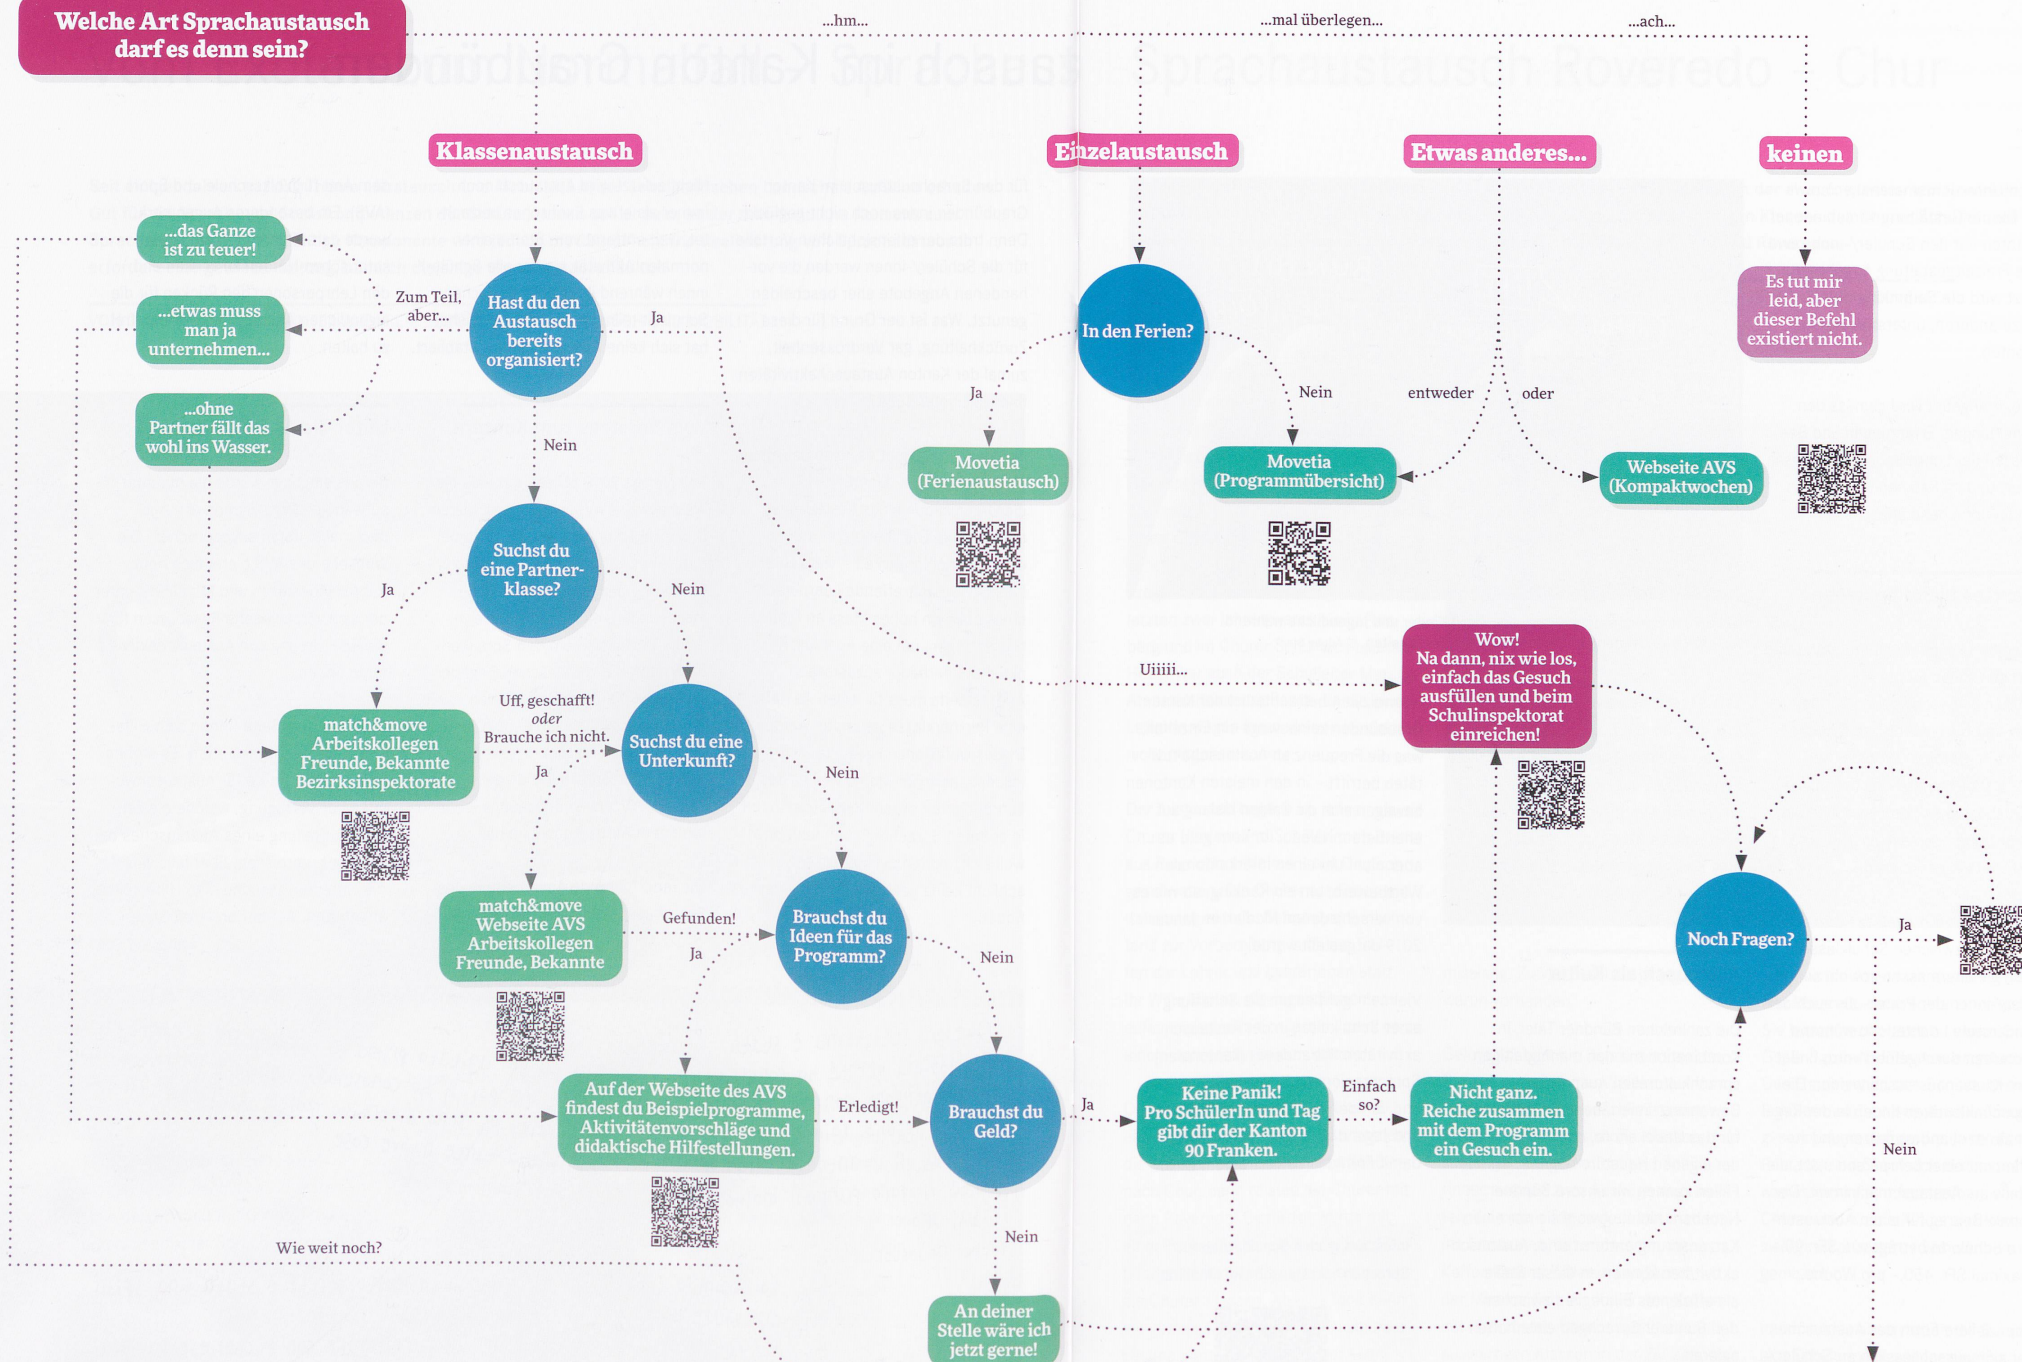 Welche Art Sprachaustausch
darf es denn sein?
...hm...
...mal überlegen...
...ach...
Sprachaustausch Roveredo
Chur
Klassenaustausch
Einzelaustausch
Etwas anderes...
keinen
...das Ganze
ist zu teuer!
...etwas muss
man ja
unternehmen...
...ohne
Partner fällt das
wohl ins Wasser.
Zum Teil,
aber...
Hast du den
Austausch
bereits
organisiert?
Ja
Nein
In den Ferien?
Ja
Nein
entweder
oder
Es tut mir
leid, aber
dieser Befehl
existiert nicht.
Movetia
(Ferienaustausch)
Movetia
(Programmübersicht)
Webseite AVS
(Kompaktwochen)
Suchst du
eine Partner-
klasse?
Ja
Nein
Uiiiii...
Wow!
Na dann, nix wie los,
einfach das Gesuch
ausfüllen und beim
Schulinspektorat
einreichen!
match&move
Arbeitskollegen
Freunde, Bekannte
Bezirksinspektorate
Uff, geschafft!
oder
Brauche ich nicht.
Ja
Suchst du eine
Unterkunft?
Nein
match&move
Webseite AVS
Arbeitskollegen
Freunde, Bekannte
Gefunden!
Ja
Brauchst du
Ideen für das
Programm?
Nein
Noch Fragen?
Ja
Nein
Auf der Webseite des AVS
findest du Beispielprogramme,
Aktivitätenvorschläge und
didaktische Hilfestellungen.
Erledigt!
Brauchst du
Geld?
Ja
Keine Panik!
Pro SchülerIn und Tag
gibt dir der Kanton
90 Franken.
Einfach
so?
Nicht ganz.
Reiche zusammen
mit dem Programm
ein Gesuch ein.
Nein
Wie weit noch?
An deiner
Stelle wäre ich
jetzt gerne!